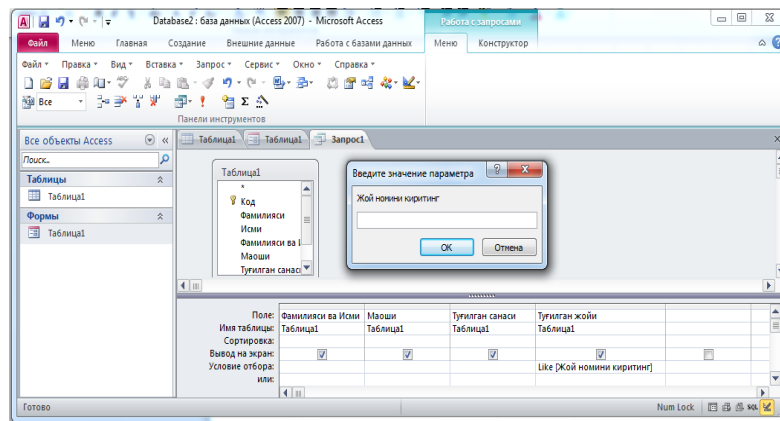 Database2 : база данных (Access 2007) - Microsoft Access
Работа с запросами
Файл Меню Главная Создание Внешние данные Работа с базами данных Меню Конструктор
Файл Правка Вид Вставка Запрос Сервис Окно Справка
Все
Панели инструментов
Все объекты Access
Таблица1 Таблица1 Запрос1
Поиск...
Таблицы
Таблица1
Формы
Таблица1
Таблица1
*
Код
Фамилияси
Исми
Фамилияси ва
Маоши
Туғилган санас
Введите значение параметра
Жой номини киритинг
ОК Отмена
Поле: Фамилияси ва Исми Маоши Туғилган санаси Туғилган жойи
Имя таблицы: Таблица1 Таблица1 Таблица1 Таблица1
Сортировка:
Вывод на экран:
Условие отбора: Like [Жой номини киритинг]
или:
Готово Num Lock SQL